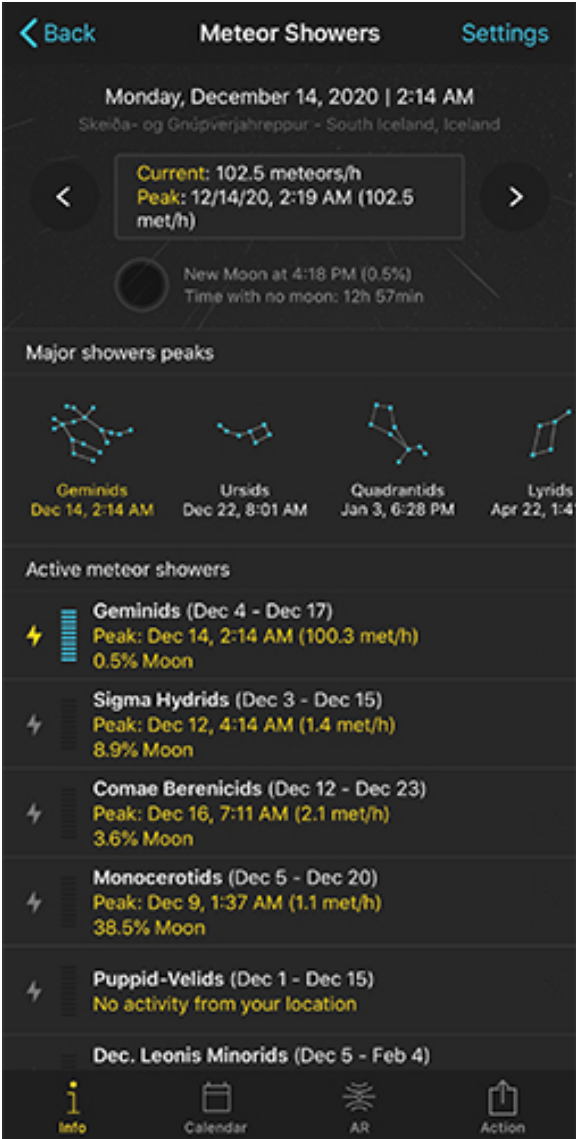 Back
Meteor Showers
Settings
Monday, December 14, 2020 | 2:14 AM
Skeiða- og Gnúpverjahreppur - South Iceland, Iceland
Current: 102.5 meteors/h
Peak: 12/14/20, 2:19 AM (102.5
met/h)
New Moon at 4:18 PM (0.5%)
Time with no moon: 12h 57min
Major showers peaks
Geminids
Dec 14, 2:14 AM
Ursids
Dec 22, 8:01 AM
Quadrantids
Jan 3, 6:28 PM
Lyrids
Apr 22, 1:41
Active meteor showers
Geminids (Dec 4 - Dec 17)
Peak: Dec 14, 2:14 AM (100.3 met/h)
0.5% Moon
Sigma Hydrids (Dec 3 - Dec 15)
Peak: Dec 12, 4:14 AM (1.4 met/h)
8.9% Moon
Comae Berenicids (Dec 12 - Dec 23)
Peak: Dec 16, 7:11 AM (2.1 met/h)
3.6% Moon
Monocerotids (Dec 5 - Dec 20)
Peak: Dec 9, 1:37 AM (1.1 met/h)
38.5% Moon
Puppid-Velids (Dec 1 - Dec 15)
No activity from your location
Dec. Leonis Minorids (Dec 5 - Feb 4)
Info
Calendar
AR
Action